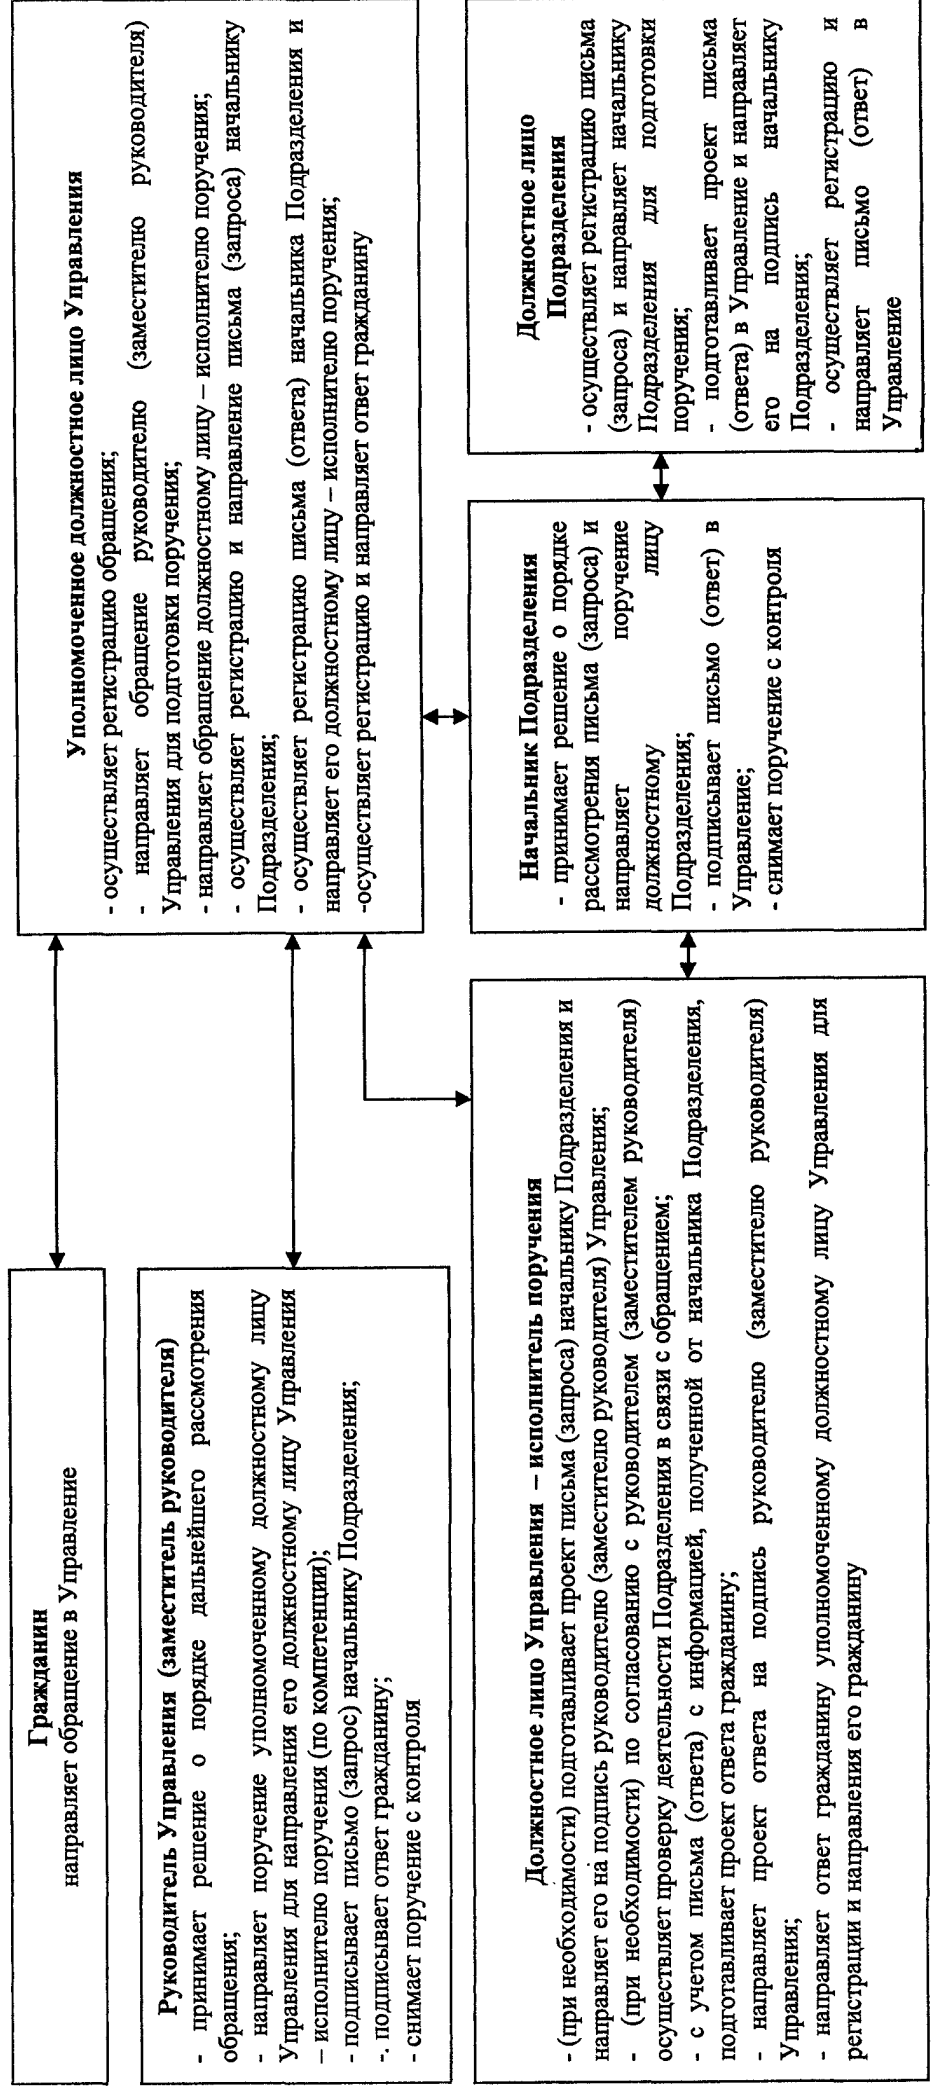 Гражданин
направляет обращение в Управление
Уполномоченное должностное лицо Управления
- осуществляет регистрацию обращения;
- направляет обращение руководителю (заместителю руководителя)
Управления для подготовки поручения;
- направляет обращение должностному лицу – исполнителю поручения;
- осуществляет регистрацию и направление письма (запроса) начальнику
Подразделения;
- осуществляет регистрацию письма (ответа) начальника Подразделения и
направляет его должностному лицу – исполнителю поручения;
-осуществляет регистрацию и направляет ответ гражданину
Руководитель Управления (заместитель руководителя)
- принимает решение о порядке дальнейшего рассмотрения
обращения;
- направляет поручение уполномоченному должностному лицу
Управления для направления его должностному лицу Управления
– исполнителю поручения (по компетенции);
- подписывает письмо (запрос) начальнику Подразделения;
-. подписывает ответ гражданину;
- снимает поручение с контроля
Должностное лицо Управления – исполнитель поручения
- (при необходимости) подготавливает проект письма (запроса) начальнику Подразделения и
направляет его на подпись руководителю (заместителю руководителя) Управления;
- (при необходимости) по согласованию с руководителем (заместителем руководителя)
осуществляет проверку деятельности Подразделения в связи с обращением;
- с учетом письма (ответа) с информацией, полученной от начальника Подразделения,
подготавливает проект ответа гражданину;
- направляет проект ответа на подпись руководителю (заместителю руководителя)
Управления;
- направляет ответ гражданину уполномоченному должностному лицу Управления для
регистрации и направления его гражданину
Начальник Подразделения
- принимает решение о порядке
рассмотрения письма (запроса) и
направляет поручение
должностному лицу
Подразделения;
- подписывает письмо (ответ) в
Управление;
- снимает поручение с контроля
Должностное лицо
Подразделения
- осуществляет регистрацию письма
(запроса) и направляет начальнику
Подразделения для подготовки
поручения;
- подготавливает проект письма
(ответа) в Управление и направляет
его на подпись начальнику
Подразделения;
- осуществляет регистрацию и
направляет письмо (ответ) в
Управление